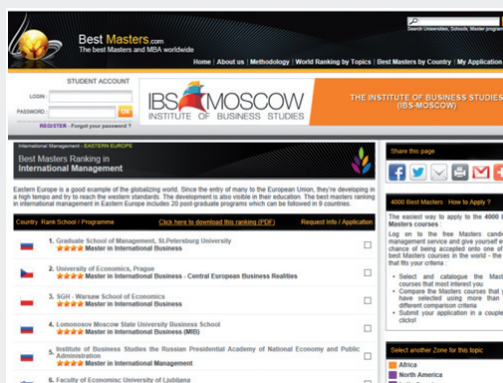 Best Masters.com
The best Masters and MBA worldwide
Search Universities, Schools, Master program
Home | About us | Methodology | World Ranking by Topics | Best Masters by Country | My Application
STUDENT ACCOUNT
LOGIN :
PASSWORD :
OK
REGISTER - Forgot your password ?
IBS MOSCOW
INSTITUTE OF BUSINESS STUDIES
THE INSTITUTE OF BUSINESS STUDIES
(IBS-MOSCOW)
International Management - EASTERN EUROPE
Best Masters Ranking in
International Management
Eastern Europe is a good example of the globalizing world. Since the entry of many to the European Union, they're developing in
a high tempo and try to reach the western standards. The development is also visible in their education. The best masters ranking
in international management in Eastern Europe includes 20 post-graduate programs which can be followed in 9 countries.
Country Rank School / Programme Click here to download this ranking (PDF) Request Info / Application
1. Graduate School of Management, St.Petersburg University
Master in International Business
2. University of Economics, Prague
Master in International Business - Central European Business Realities
3. SGH - Warsaw School of Economics
Master in International Business
4. Lomonosov Moscow State University Business School
Master in International Business (MIB)
5. Institute of Business Studies the Russian Presidential Academy of National Economy and Public
Administration
Master in International Management
6. Faculty of Economics University of Ljubljana
Share this page
4000 Best Masters : How to Apply ?
The easiest way to apply to the 4000
Masters courses :
Log on to the free Masters
management service and give yourself
chance of being accepted onto one of
best Masters courses in the world - the
that fits your criteria :
• Select and catalogue the
courses that most interest you
• Compare the Masters courses that
have selected using more than
different comparison criteria
• Submit your application in a couple
clicks!
Select another Zone for this topic
Africa
North America